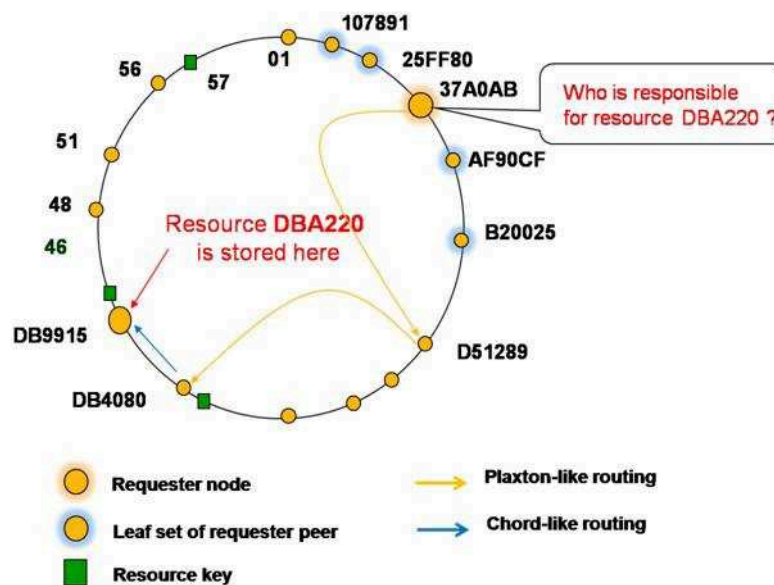 107891
01
25FF80
56
57
37A0AB
Who is responsible
for resource DBA220 ?
51
AF90CF
48
Resource DBA220
is stored here
B20025
46
DB9915
D51289
DB4080
Requester node
Plaxton-like routing
Leaf set of requester peer
Chord-like routing
Resource key